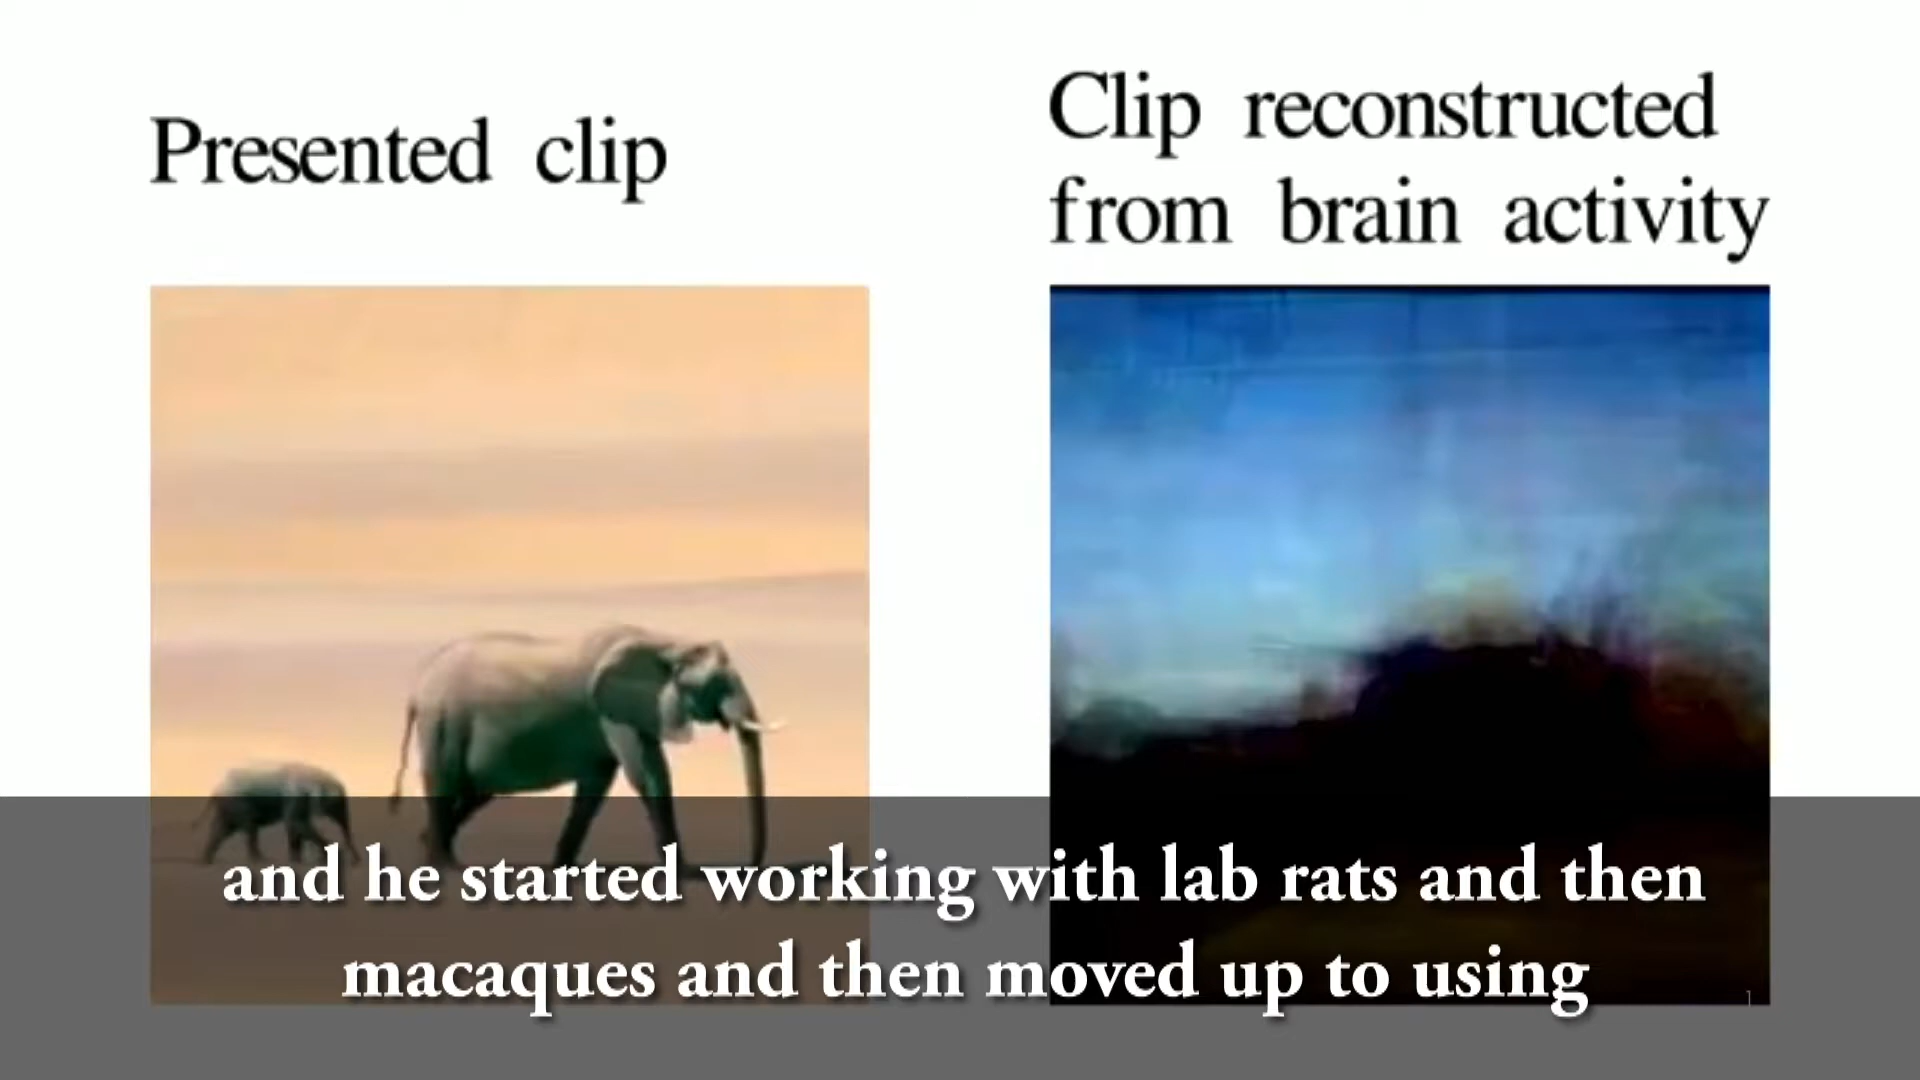 Presented clip
Clip reconstructed
from brain activity
and he started working with lab rats and then
macaques and then moved up to using
1